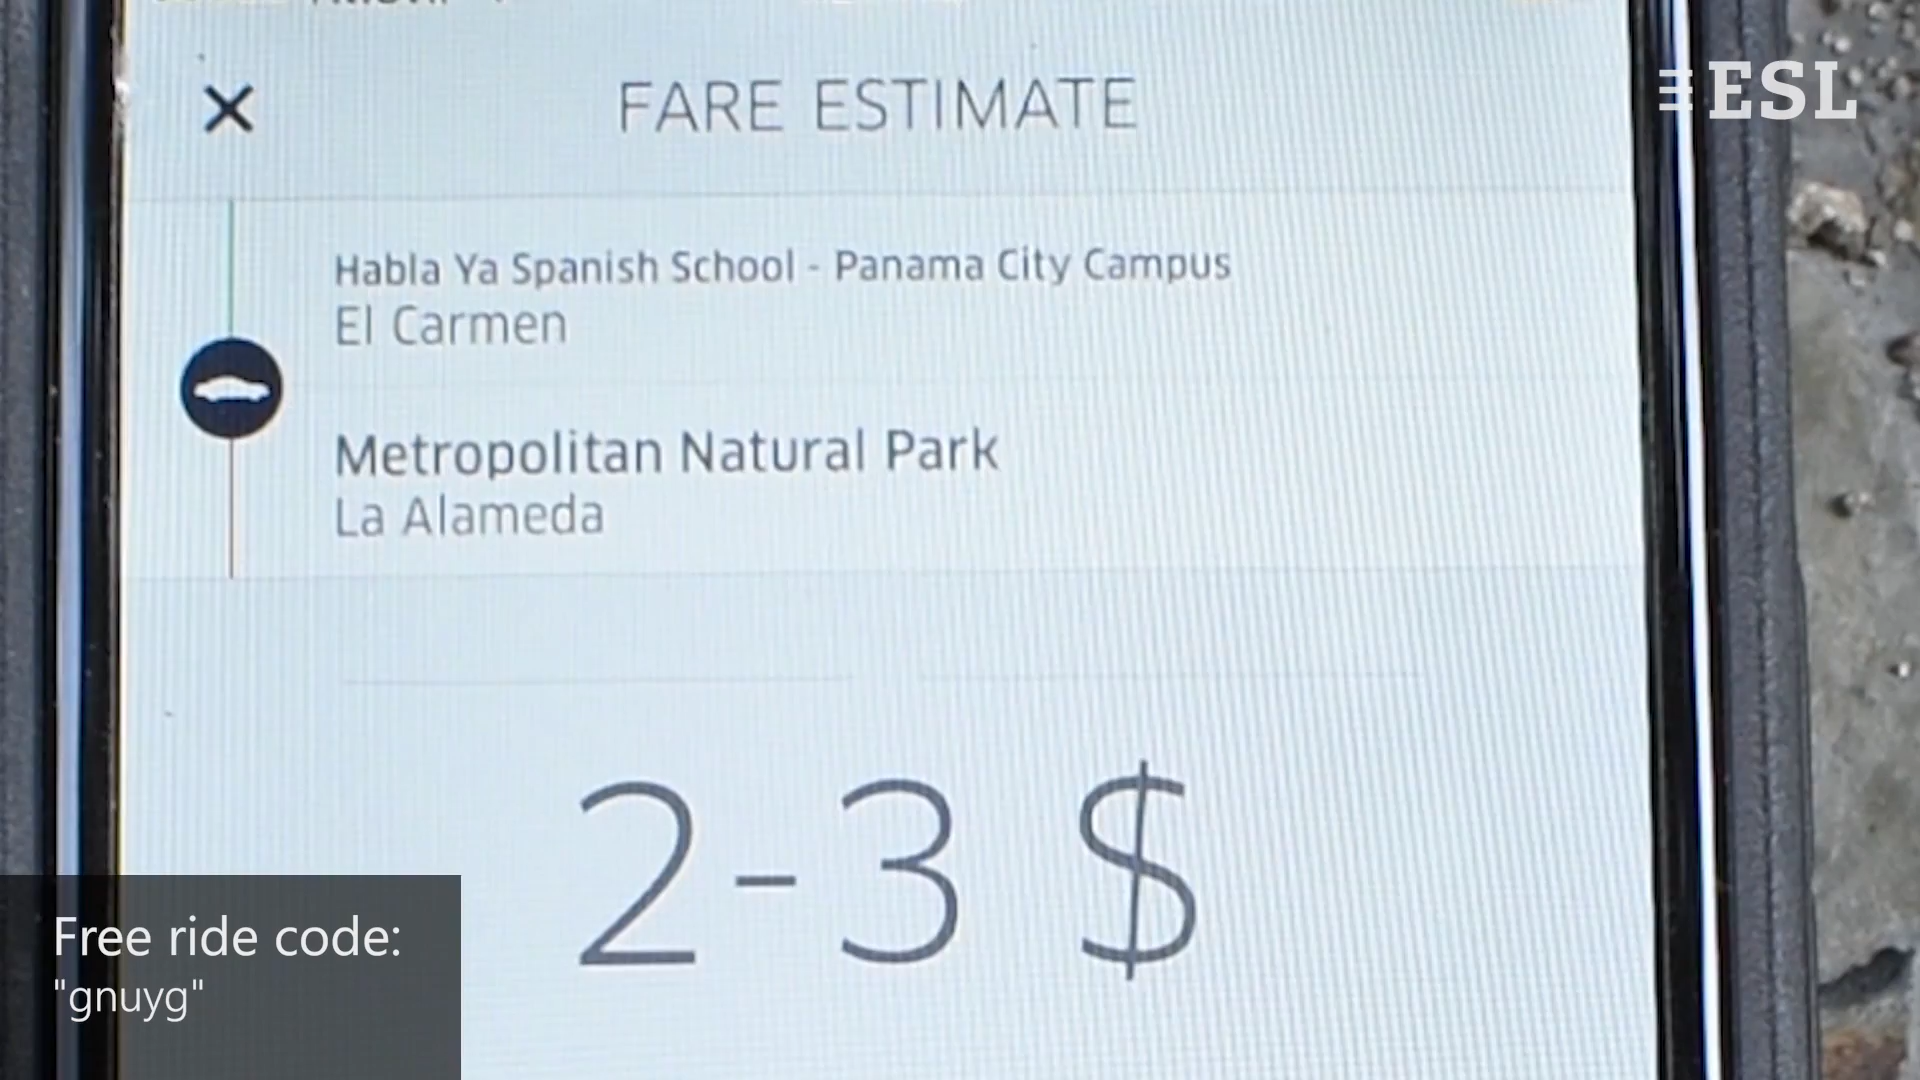 FARE ESTIMATE
ESL
Habla Ya Spanish School - Panama City Campus
El Carmen
Metropolitan Natural Park
La Alameda
2-3 $
Free ride code:
"gnuyg"